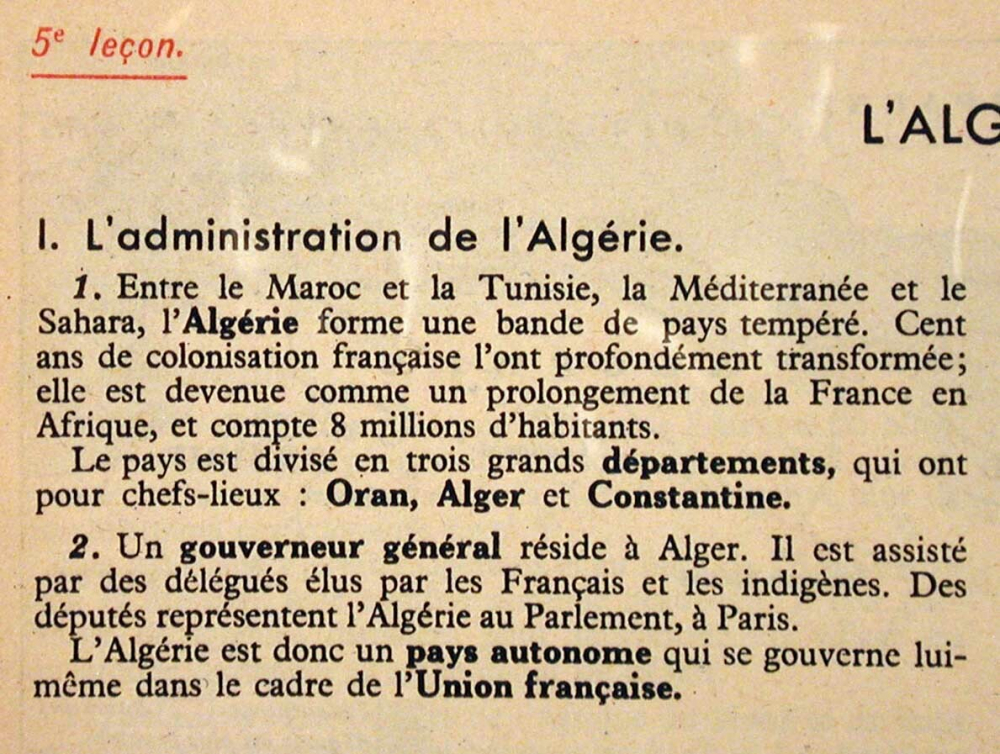 5e leçon.
L'ALG
I. L'administration de l'Algérie.
1. Entre le Maroc et la Tunisie, la Méditerranée et le
Sahara, l'Algérie forme une bande de pays tempéré. Cent
ans de colonisation française l'ont profondément transformée;
elle est devenue comme un prolongement de la France en
Afrique, et compte 8 millions d'habitants.
Le pays est divisé en trois grands départements, qui ont
pour chefs-lieux : Oran, Alger et Constantine.
2. Un gouverneur général réside à Alger. Il est assisté
par des délégués élus par les Français et les indigènes. Des
députés représentent l'Algérie au Parlement, à Paris.
L'Algérie est donc un pays autonome qui se gouverne lui-
même dans le cadre de l'Union française.